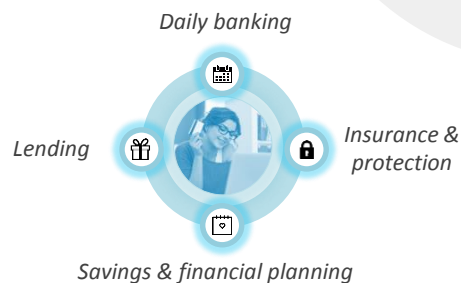 Daily banking
Lending
Insurance &
protection
Savings & financial planning